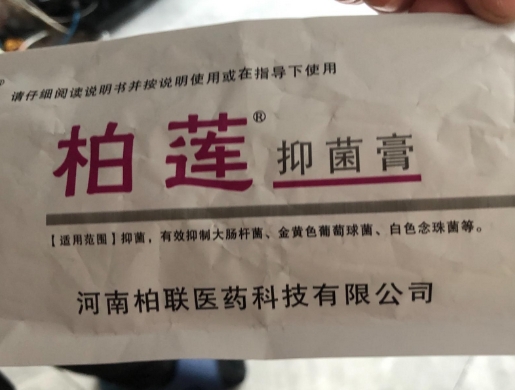 请仔细阅读说明书并按说明使用或在指导下使用
柏莲® 抑菌膏
【适用范围】抑菌，有效抑制大肠杆菌、金黄色葡萄球菌、白色念珠菌等。
河南柏联医药科技有限公司